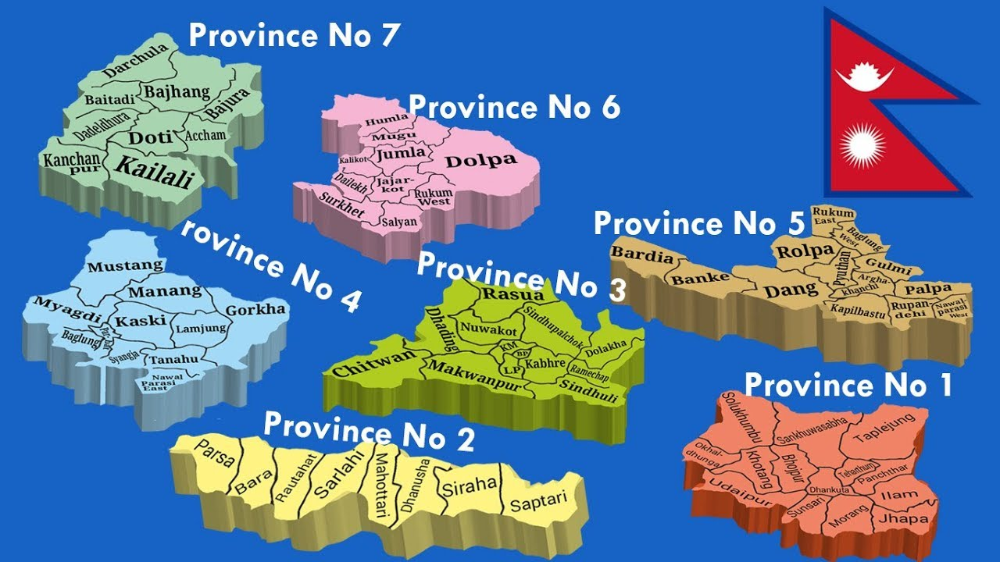 Province No 7
Darchula
Bajhang
Baitadi
Bajura
Dadeldhura
Doti
Accham
Kanchan
pur
Kailali
Province No 6
Humla
Mugu
Jumla
Kalikot
Dolpa
Dailekh
Jajar-
kot
Rukum
West
Surkhet
Salyan
Province No 5
Rukum
East
Baglung
West
Rolpa
Bardia
Banke
Pyuthan
Gulmi
Dang
Argha-
khanchi
Palpa
Kapilbastu
Rupan-
dehi
Nawal-
parasi
West
rovince No 4
Mustang
Manang
Myagdi
Kaski
Gorkha
Lamjung
Baglung
Syangja
Tanahu
Nawal
Parasi
East
Province No 3
Rasua
Dhading
Nuwakot
Sindhupalchok
Dolakha
KM
BP
LP
Kabhre
Ramechap
Chitwan
Makwanpur
Sindhuli
Province No 2
Parsa
Bara
Rautahat
Sarlahi
Mahottari
Dhanusha
Siraha
Saptari
Province No 1
Solukhumbu
Sankhuwasabha
Taplejung
Okhal-
dhunga
Khotang
Bhojpur
Teharthum
Panchthar
Udaipur
Dhankuta
Sunsari
Ilam
Morang
Jhapa